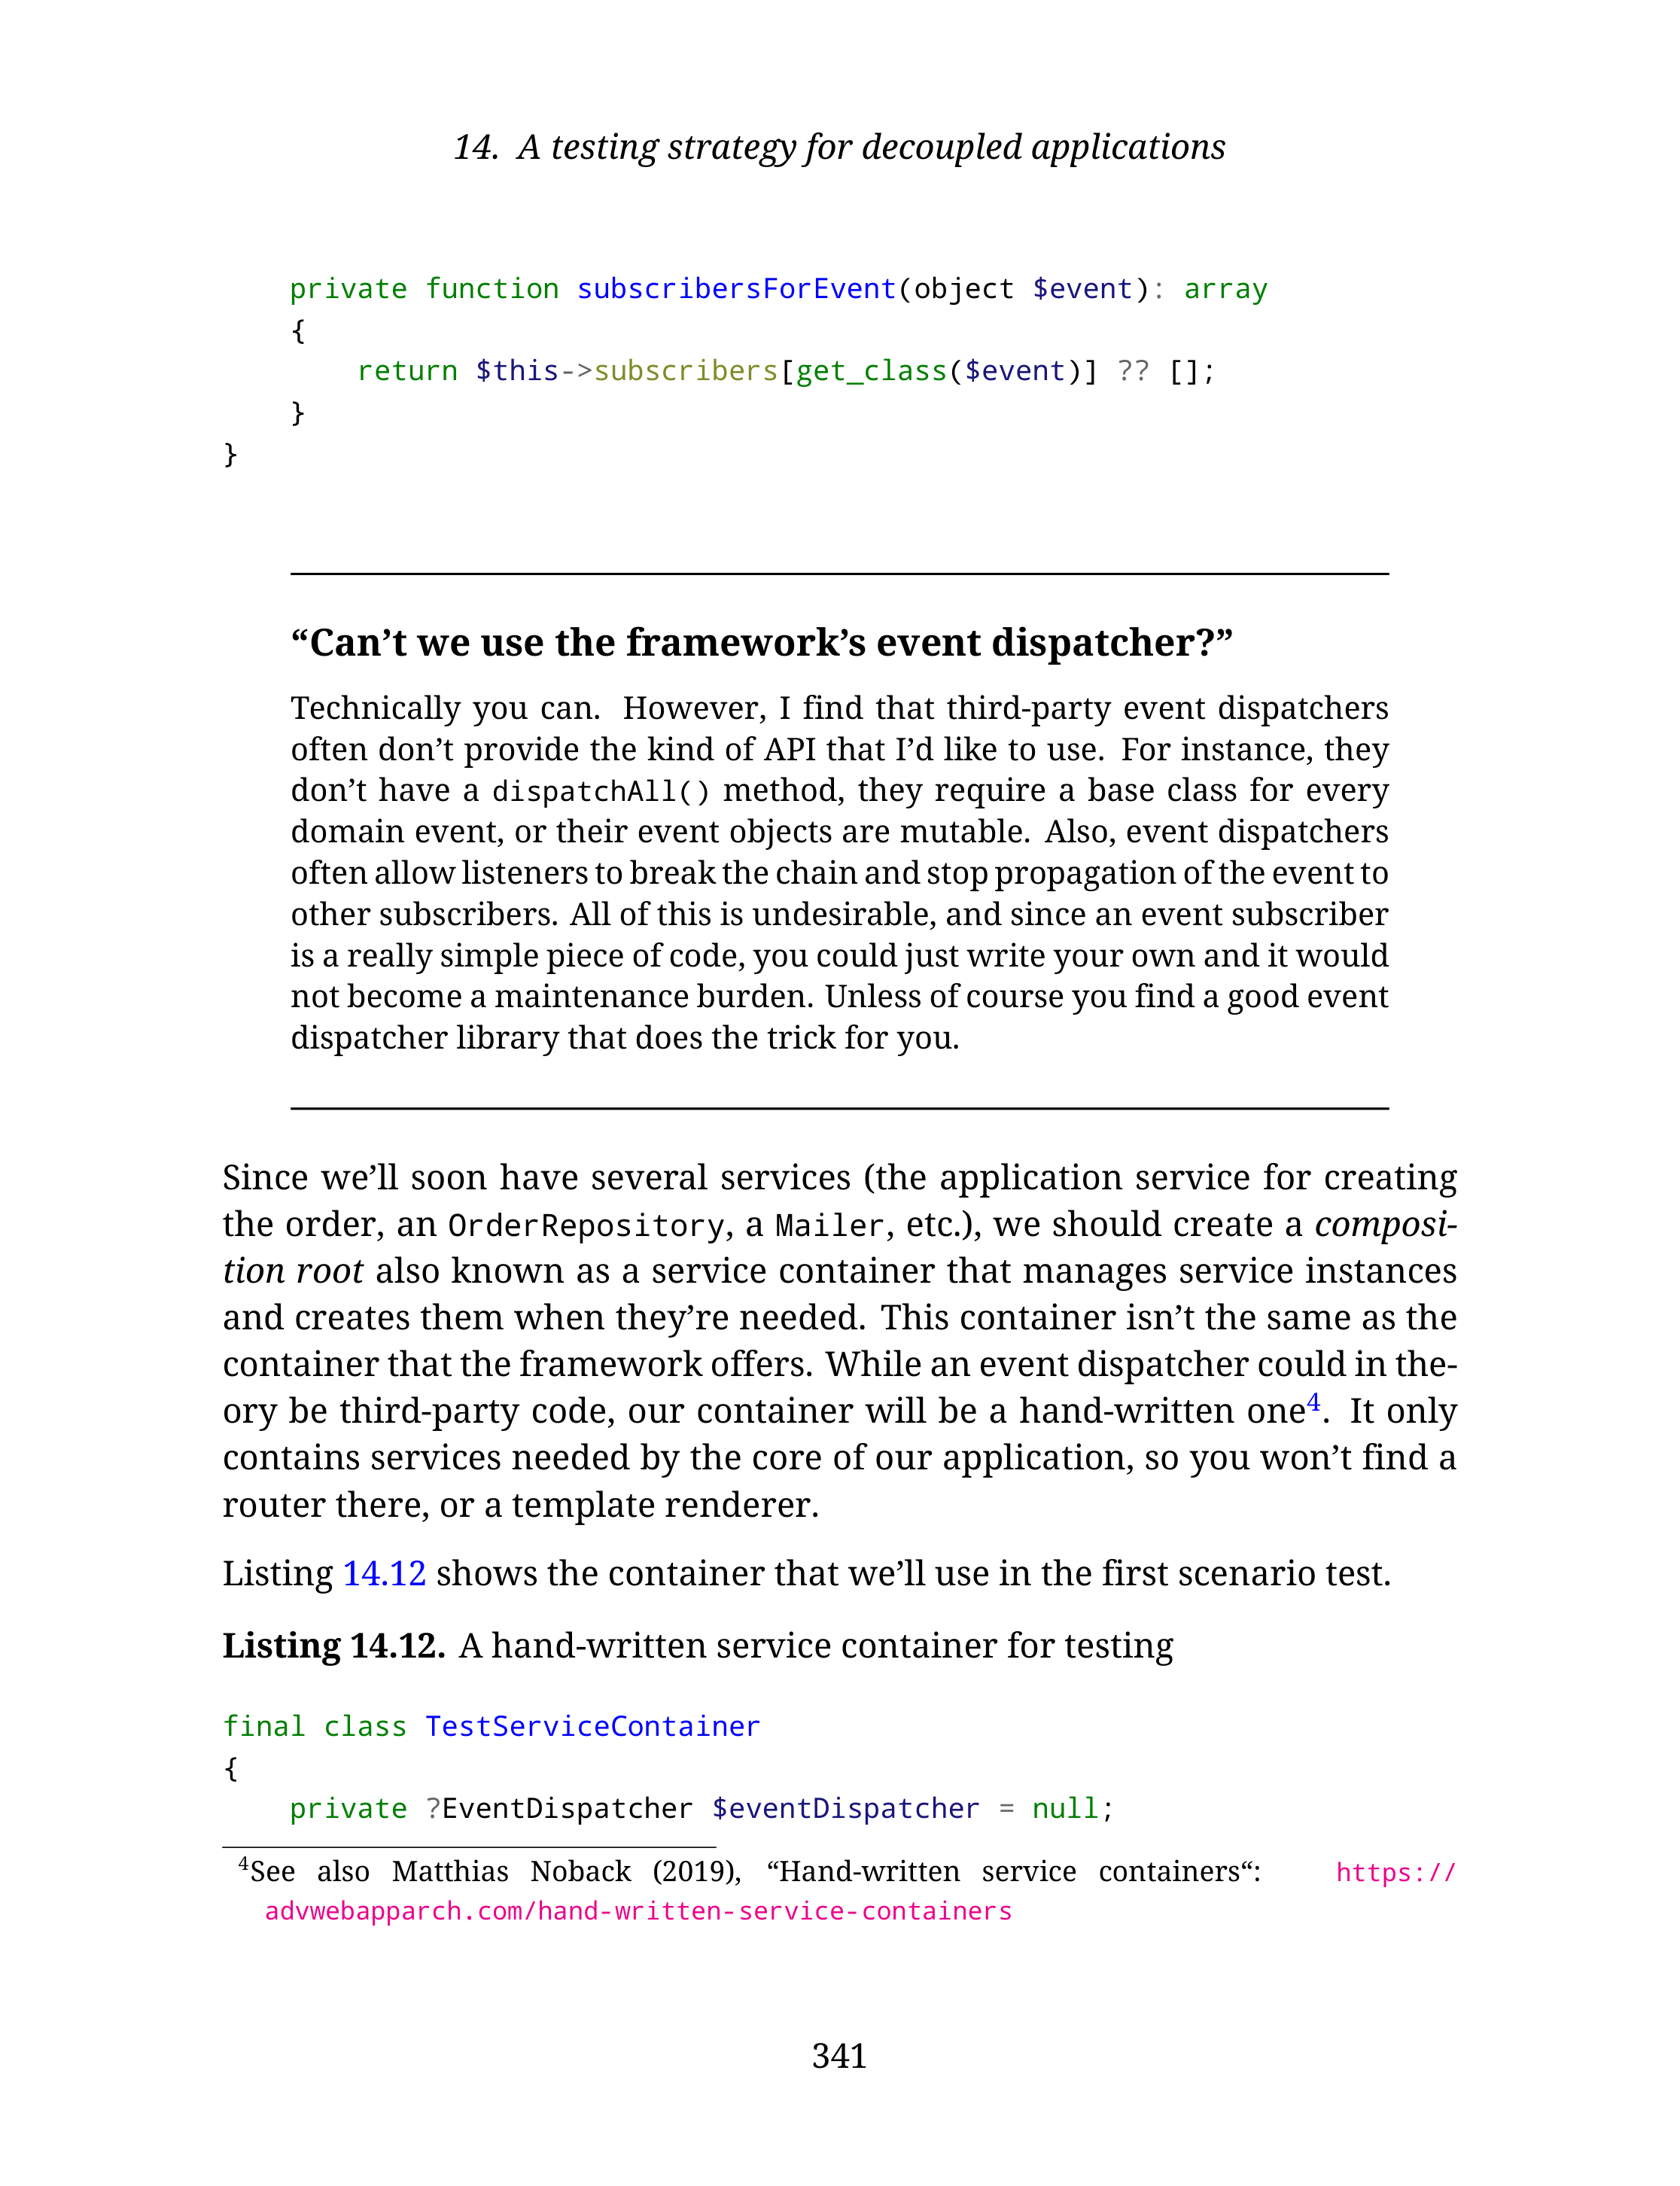 14. A testing strategy for decoupled applications
    private function subscribersForEvent(object $event): array
    {
        return $this->subscribers[get_class($event)] ?? [];
    }
}
“Can’t we use the framework’s event dispatcher?”
Technically you can. However, I find that third-party event dispatchers
often don’t provide the kind of API that I’d like to use. For instance, they
don’t have a dispatchAll() method, they require a base class for every
domain event, or their event objects are mutable. Also, event dispatchers
often allow listeners to break the chain and stop propagation of the event to
other subscribers. All of this is undesirable, and since an event subscriber
is a really simple piece of code, you could just write your own and it would
not become a maintenance burden. Unless of course you find a good event
dispatcher library that does the trick for you.
Since we’ll soon have several services (the application service for creating
the order, an OrderRepository, a Mailer, etc.), we should create a composi-
tion root also known as a service container that manages service instances
and creates them when they’re needed. This container isn’t the same as the
container that the framework offers. While an event dispatcher could in the-
ory be third-party code, our container will be a hand-written one4. It only
contains services needed by the core of our application, so you won’t find a
router there, or a template renderer.
Listing 14.12 shows the container that we’ll use in the first scenario test.
Listing 14.12. A hand-written service container for testing
final class TestServiceContainer
{
    private ?EventDispatcher $eventDispatcher = null;
4See also Matthias Noback (2019), “Hand-written service containers“: https://
advwebapparch.com/hand-written-service-containers
341